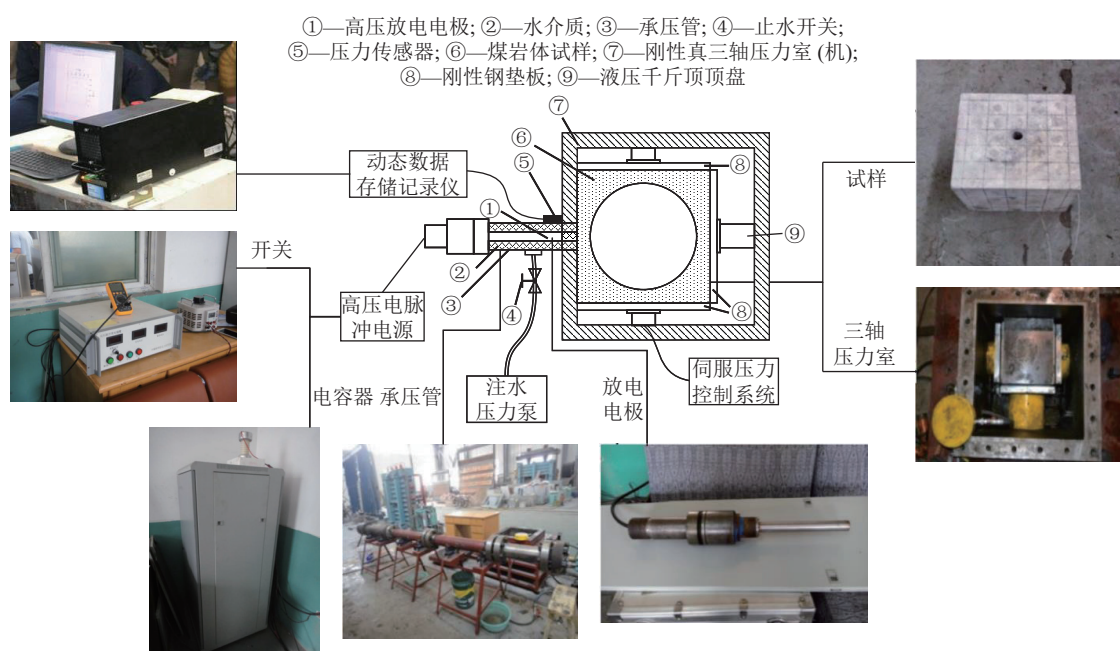 ①—高压放电电极; ②—水介质; ③—承压管; ④—止水开关;
⑤—压力传感器; ⑥—煤岩体试样; ⑦—刚性真三轴压力室 (机);
⑧—刚性钢垫板; ⑨—液压千斤顶顶盘
⑦
⑥
⑤
⑧
动态数据
存储记录仪
①
试样
⑨
开关
②
③
高压电脉
冲电源
④
⑧
三轴
压力室
电容器 承压管
注水
压力泵
放电
电极
伺服压力
控制系统